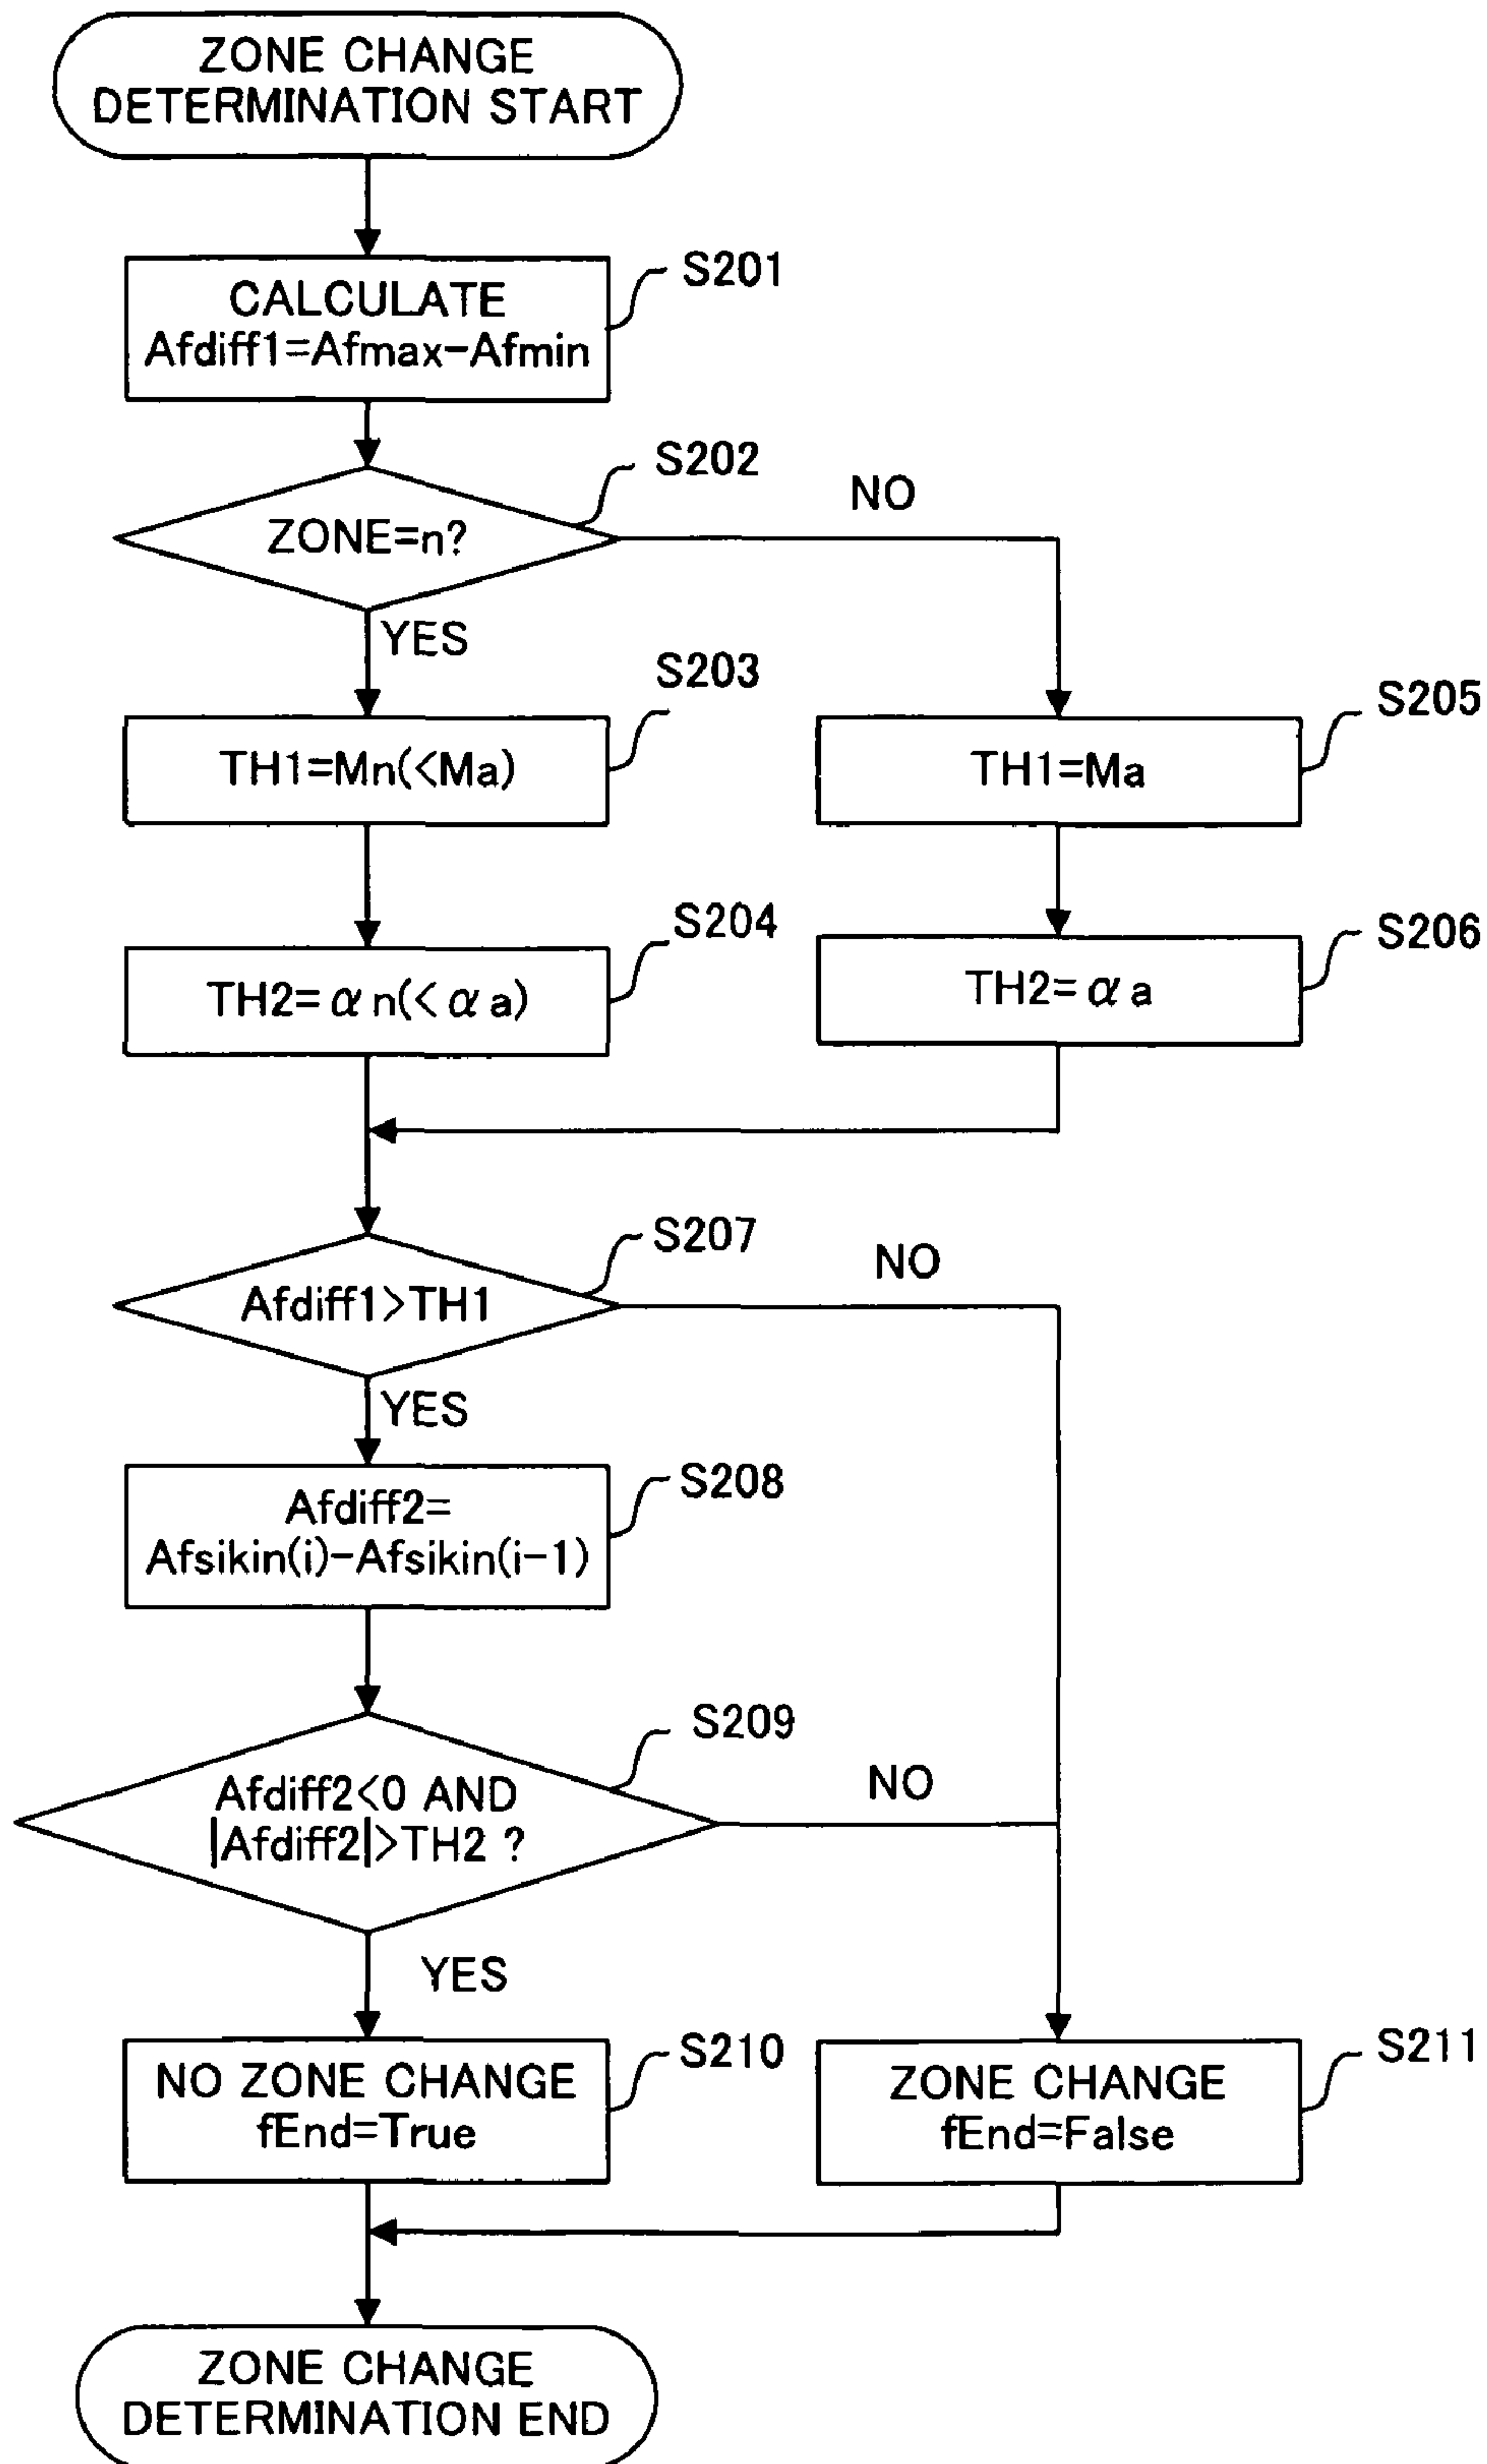 ZONE CHANGE
DETERMINATION START
S201
CALCULATE
Afdiff1=Afmax-Afmin
S202
NO
ZONE=n?
YES
S203
S205
TH1=Mn(<Ma)
TH1=Ma
S204
S206
TH2=αn(<αa)
TH2=αa
S207
NO
Afdiff1>TH1
YES
S208
Afdiff2=
Afsikin(i)-Afsikin(i-1)
S209
NO
Afdiff2<0 AND
|Afdiff2|>TH2 ?
YES
S210
S211
NO ZONE CHANGE
fEnd=True
ZONE CHANGE
fEnd=False
ZONE CHANGE
DETERMINATION END